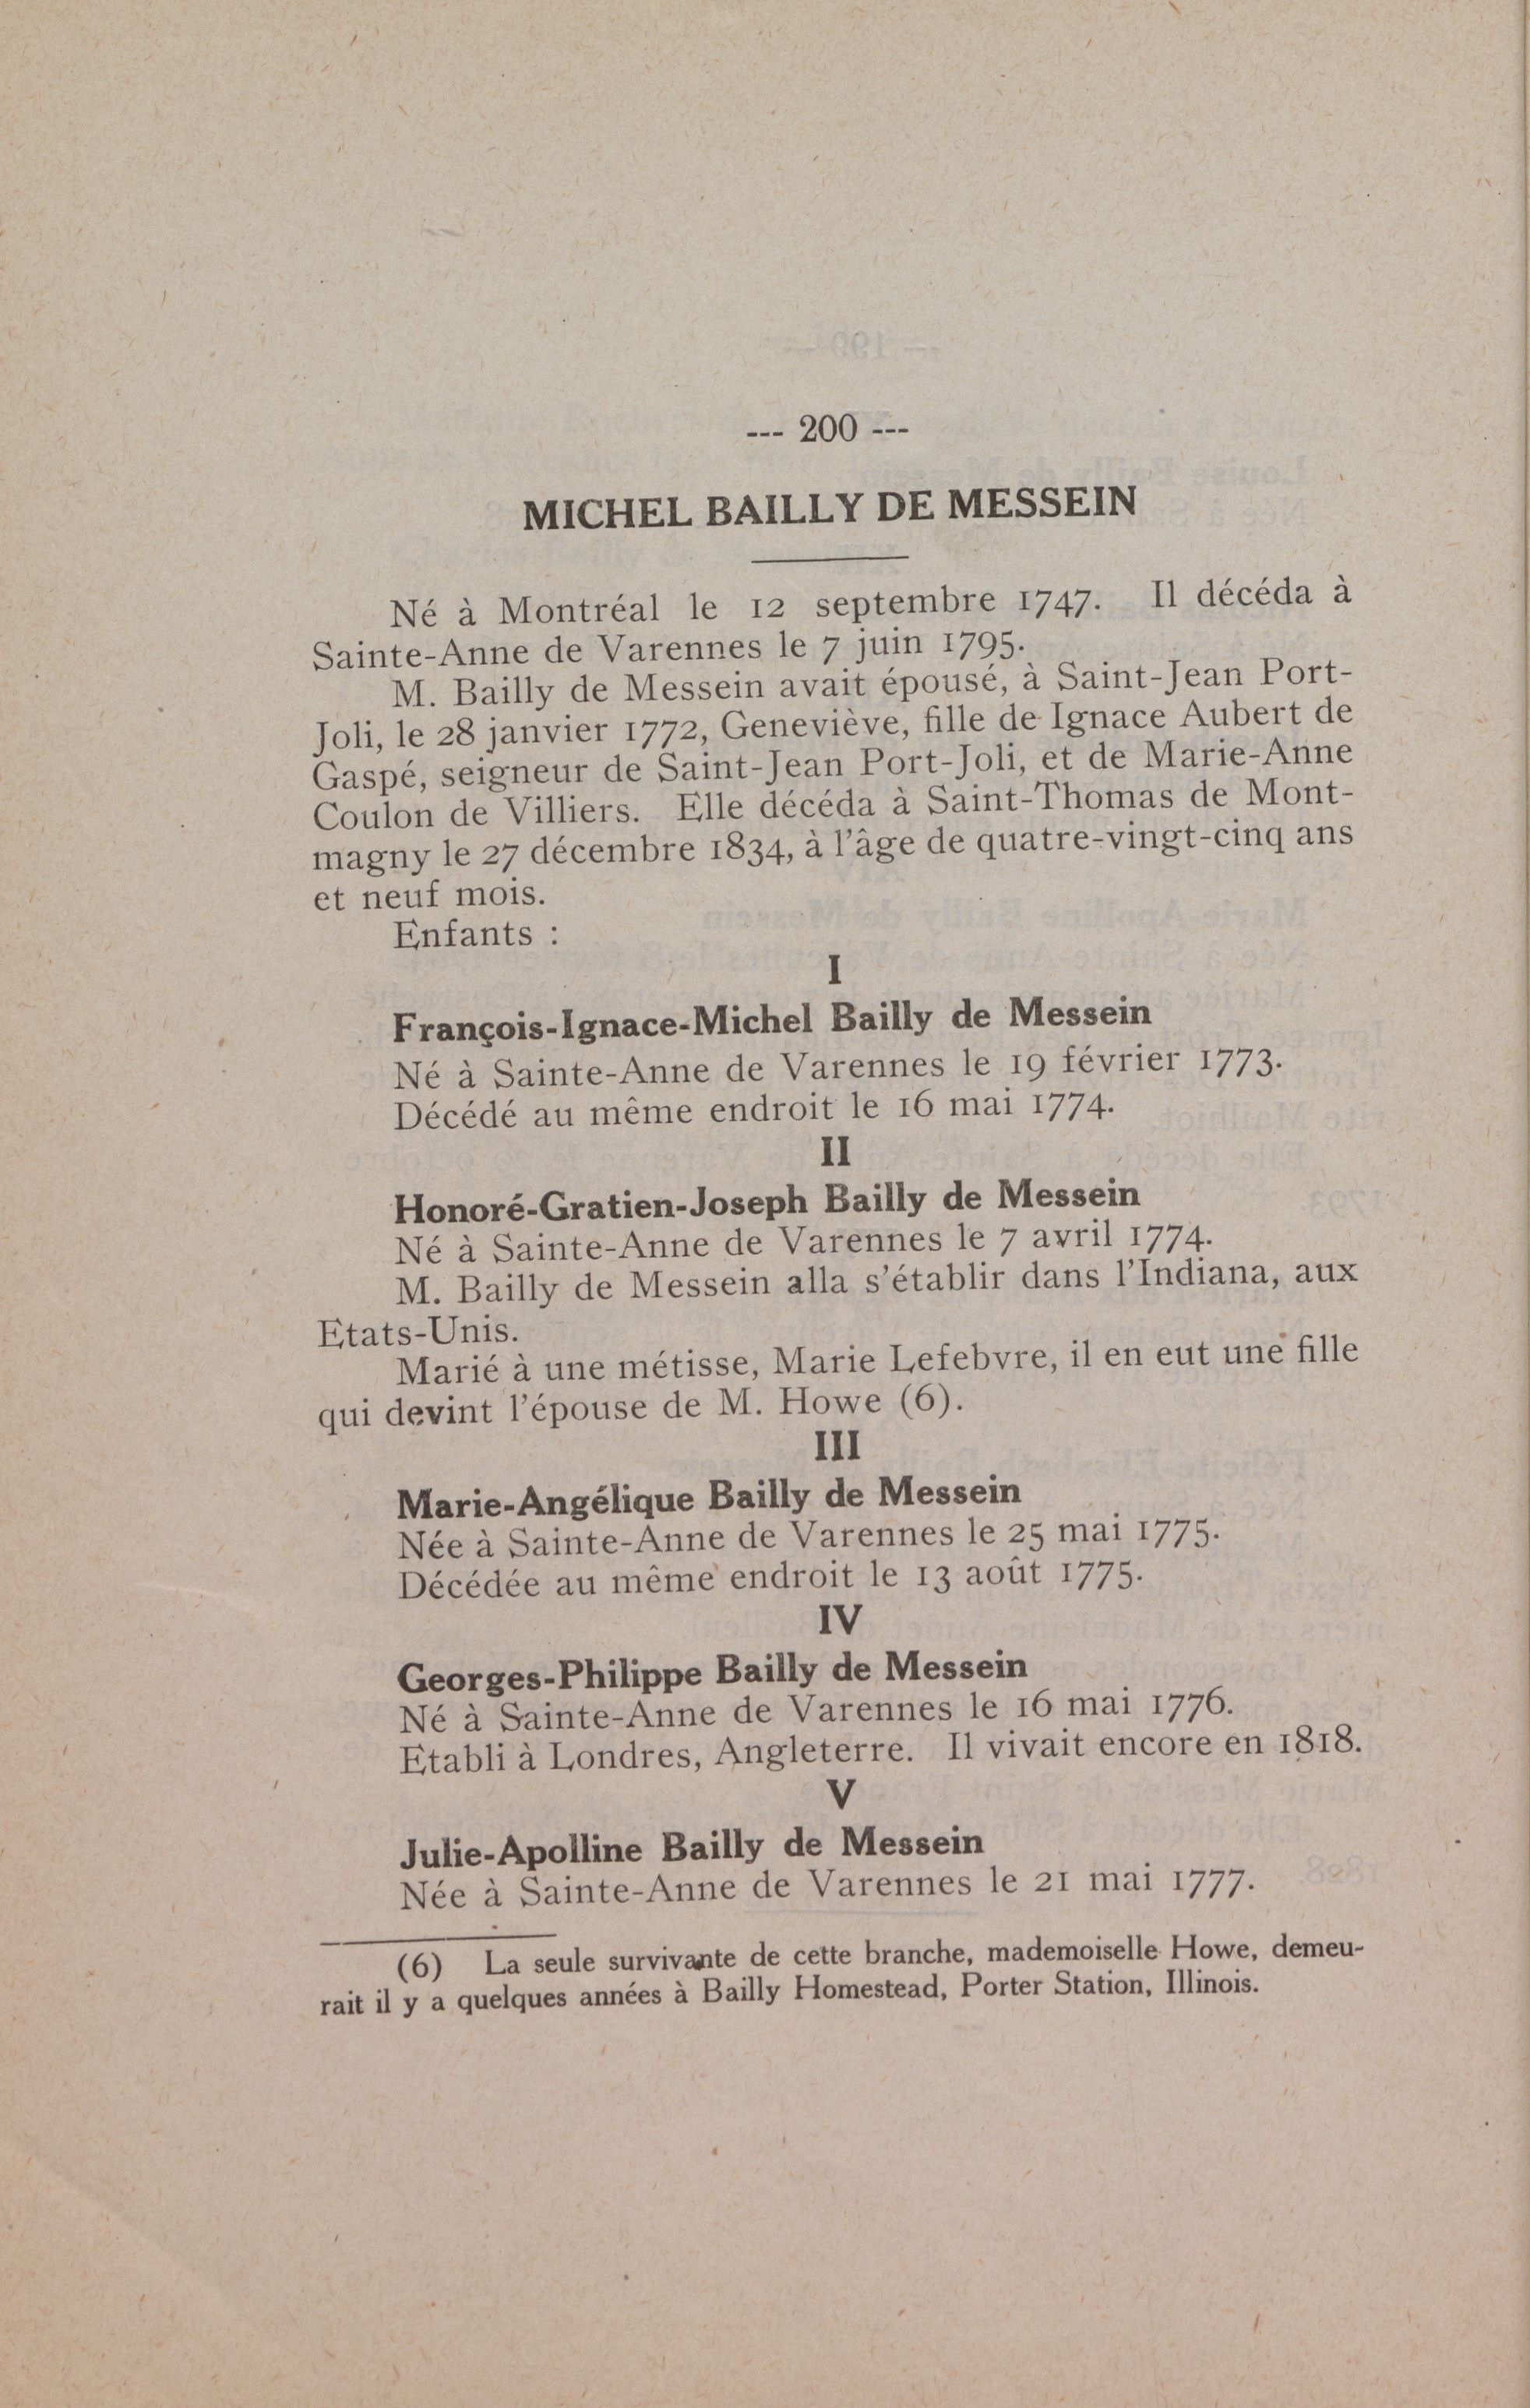 --- 200 ---
MICHEL BAILLY DE MESSEIN
Né à Montréal le 12 septembre 1747. Il décéda à
Sainte-Anne de Varennes le 7 juin 1795.
M. Bailly de Messein avait épousé, à Saint-Jean Port-
Joli, le 28 janvier 1772, Geneviève, fille de Ignace Aubert de
Gaspé, seigneur de Saint-Jean Port-Joli, et de Marie-Anne
Coulon de Villiers. Elle décéda à Saint-Thomas de Mont-
magny le 27 décembre 1834, à l'âge de quatre-vingt-cinq ans
et neuf mois.
Enfants :
I
François-Ignace-Michel Bailly de Messein
Né à Sainte-Anne de Varennes le 19 février 1773.
Décédé au même endroit le 16 mai 1774.
II
Honoré-Gratien-Joseph Bailly de Messein
Né à Sainte-Anne de Varennes le 7 avril 1774.
M. Bailly de Messein alla s'établir dans l'Indiana, aux
Etats-Unis.
Marié à une métisse, Marie Lefebvre, il en eut une fille
qui devint l'épouse de M. Howe (6).
III
Marie-Angélique Bailly de Messein
Née à Sainte-Anne de Varennes le 25 mai 1775.
Décédée au même endroit le 13 août 1775.
IV
Georges-Philippe Bailly de Messein
Né à Sainte-Anne de Varennes le 16 mai 1776.
Etabli à Londres, Angleterre. Il vivait encore en 1818.
V
Julie-Apolline Bailly de Messein
Née à Sainte-Anne de Varennes le 21 mai 1777.
(6) La seule survivante de cette branche, mademoiselle Howe, demeu-
rait il y a quelques années à Bailly Homestead, Porter Station, Illinois.